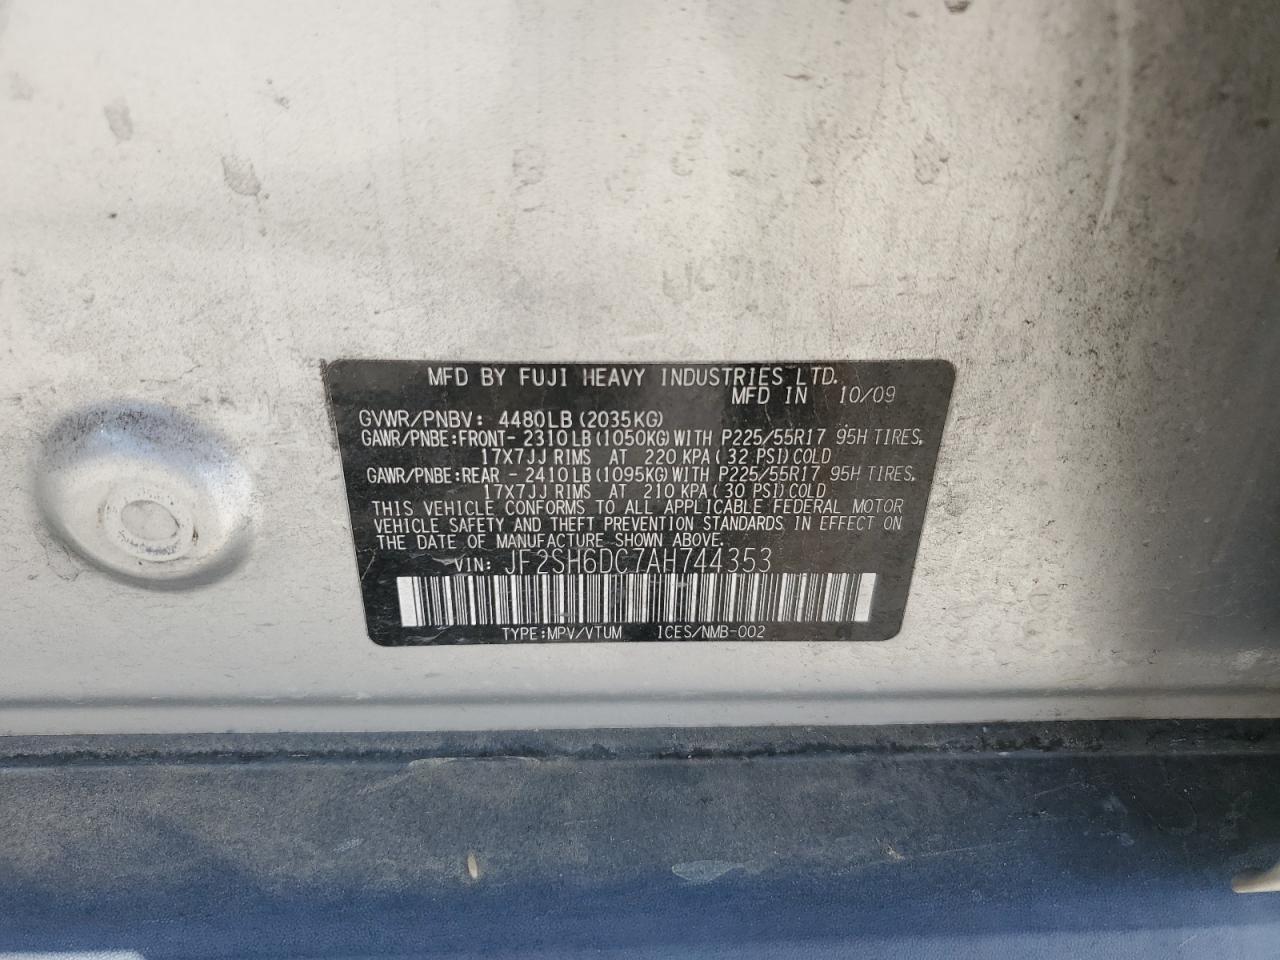 MFD BY FUJI HEAVY INDUSTRIES LTD.
MFD IN 10/09
GVWR/PNBV: 4480LB (2035KG)
GAWR/PNBE:FRONT- 2310LB (1050KG) WITH P225/55R17 95H TIRES,
17X7JJ RIMS AT 220 KPA (32 PSI) COLD
GAWR/PNBE:REAR - 2410LB (1095KG) WITH P225/55R17 95H TIRES,
17X7JJ RIMS AT 210 KPA (30 PSI) COLD
THIS VEHICLE CONFORMS TO ALL APPLICABLE FEDERAL MOTOR
VEHICLE SAFETY AND THEFT PREVENTION STANDARDS IN EFFECT ON
THE DATE OF MANUFACTURE SHOWN ABOVE.
VIN: JF2SH6DC7AH744353
TYPE:MPV/VTUM ICES/NMB-002